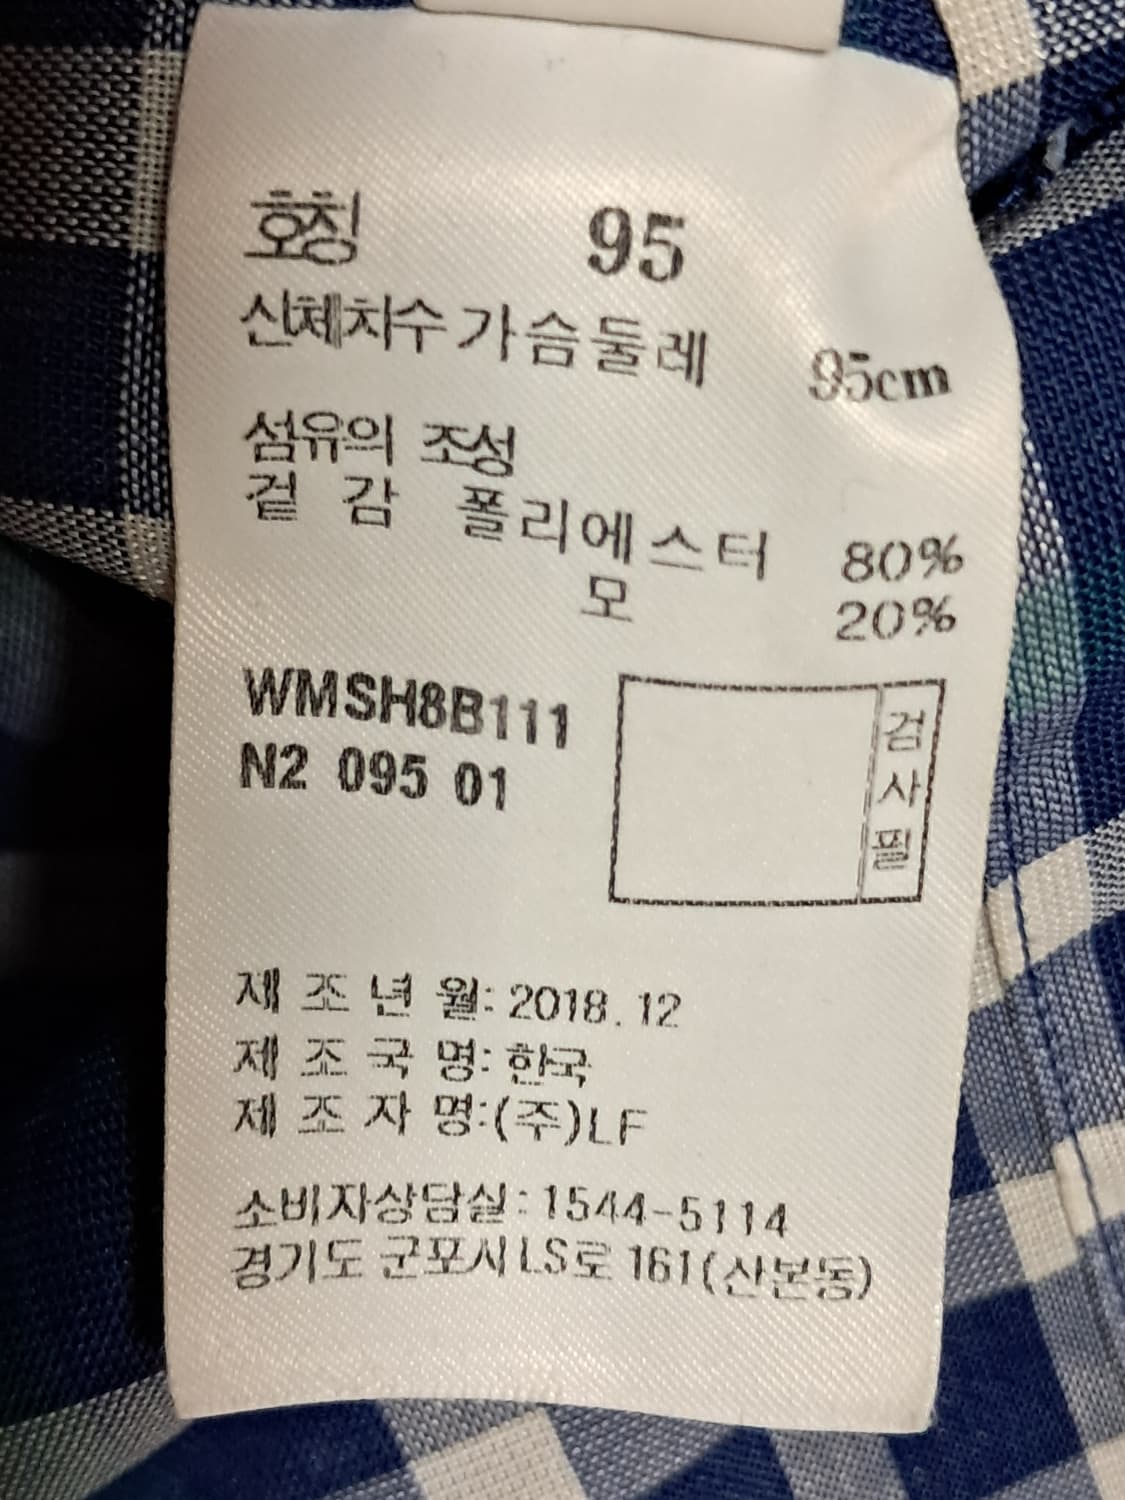 호칭 95
신체치수 가슴둘레 95cm
섬유의 조성
겉 감 폴리에스터 80%
모 20%
WMSH8B111
N2 095 01
검사필
제 조 년 월: 2018. 12
제 조 국 명: 한국
제 조 자 명:(주)LF
소비자상담실: 1544-5114
경기도 군포시 LS로 161(산본동)